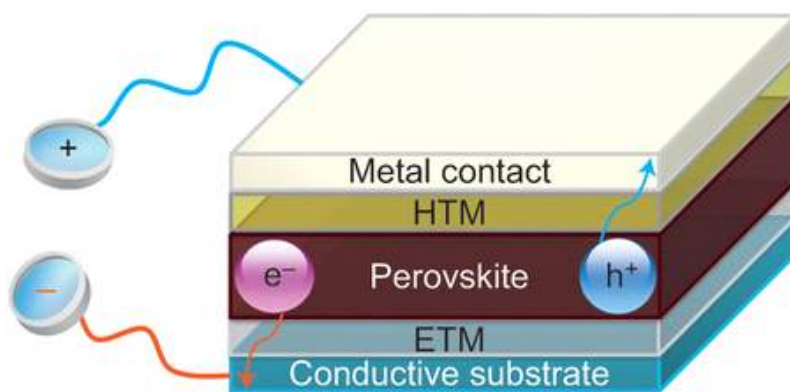 +
Metal contact
HTM
e⁻ Perovskite h⁺
−
ETM
Conductive substrate